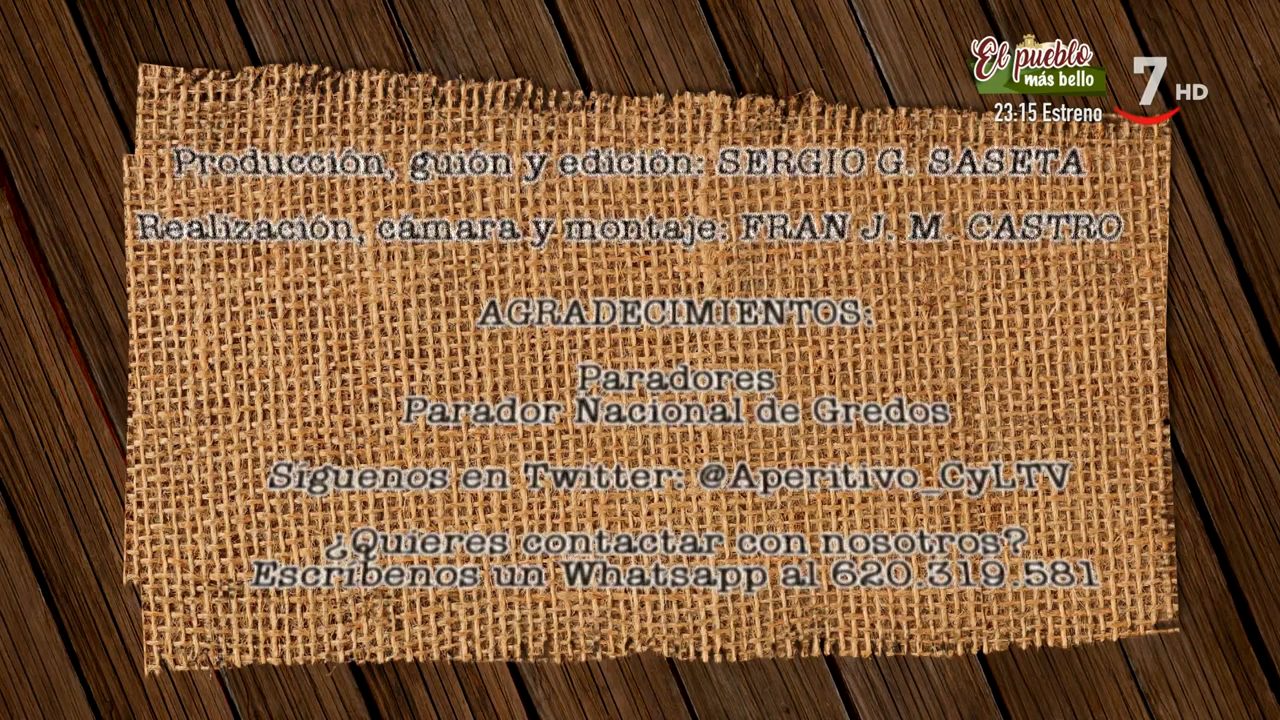 El pueblo
más bello
23:15 Estreno
7 HD
Producción, guión y edición: SERGIO G. SASETA
Realización, cámara y montaje: FRAN J. M. CASTRO
AGRADECIMIENTOS:
Paradores
Parador Nacional de Gredos
Síguenos en Twitter: @Aperitivo_CyLTV
¿Quieres contactar con nosotros?
Escríbenos un Whatsapp al 620.319.581